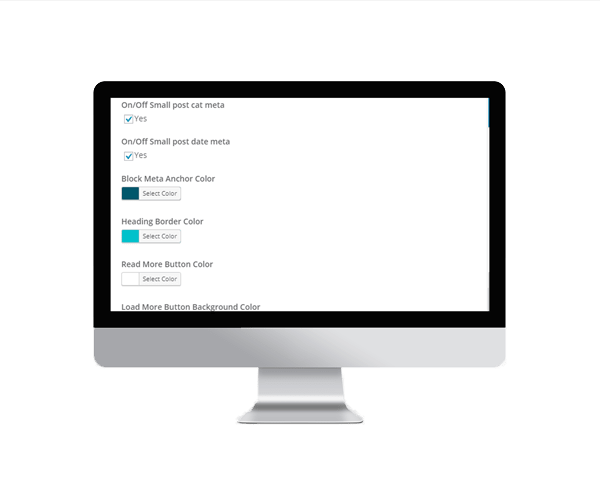 On/Off Small post cat meta
Yes
On/Off Small post date meta
Yes
Block Meta Anchor Color
Select Color
Heading Border Color
Select Color
Read More Button Color
Select Color
Load More Button Background Color